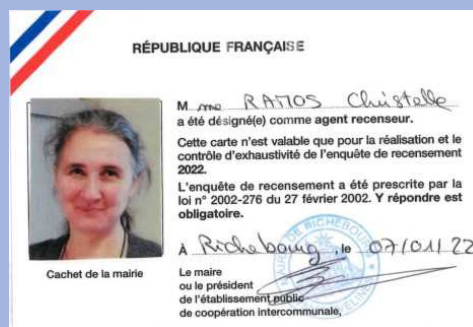 RÉPUBLIQUE FRANÇAISE
Mme RAMOS Christelle
a été désigné(e) comme agent recenseur.
Cette carte n'est valable que pour la réalisation et le
contrôle d'exhaustivité de l'enquête de recensement
2022.
L'enquête de recensement a été prescrite par la
loi n° 2002-276 du 27 février 2002. Y répondre est
obligatoire.
À Richebourg, le 07/01/22
Cachet de la mairie
Le maire
ou le président
de l'établissement public
de coopération intercommunale,